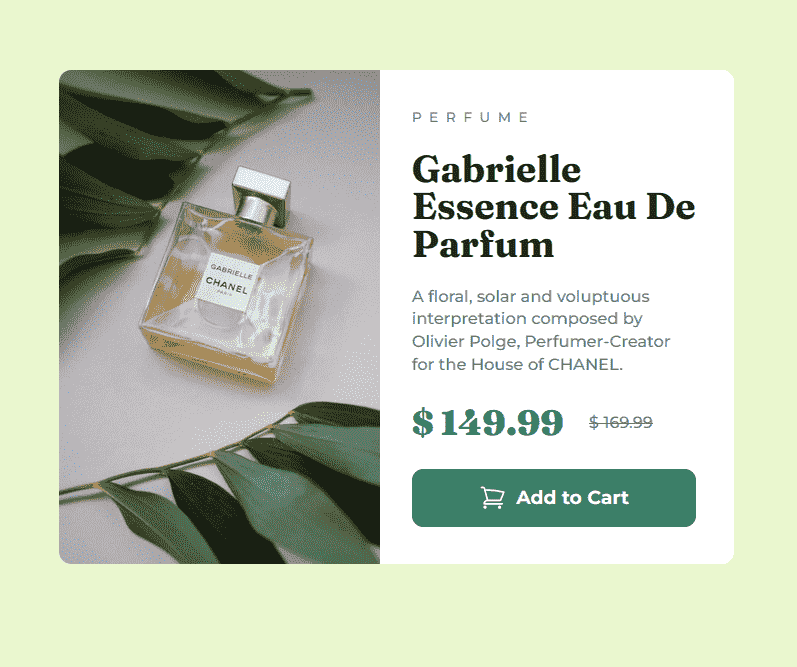 PERFUME
Gabrielle
Essence Eau De
Parfum
A floral, solar and voluptuous
interpretation composed by
Olivier Polge, Perfumer-Creator
for the House of CHANEL.
$149.99 $169.99
Add to Cart
GABRIELLE
CHANEL
PARIS